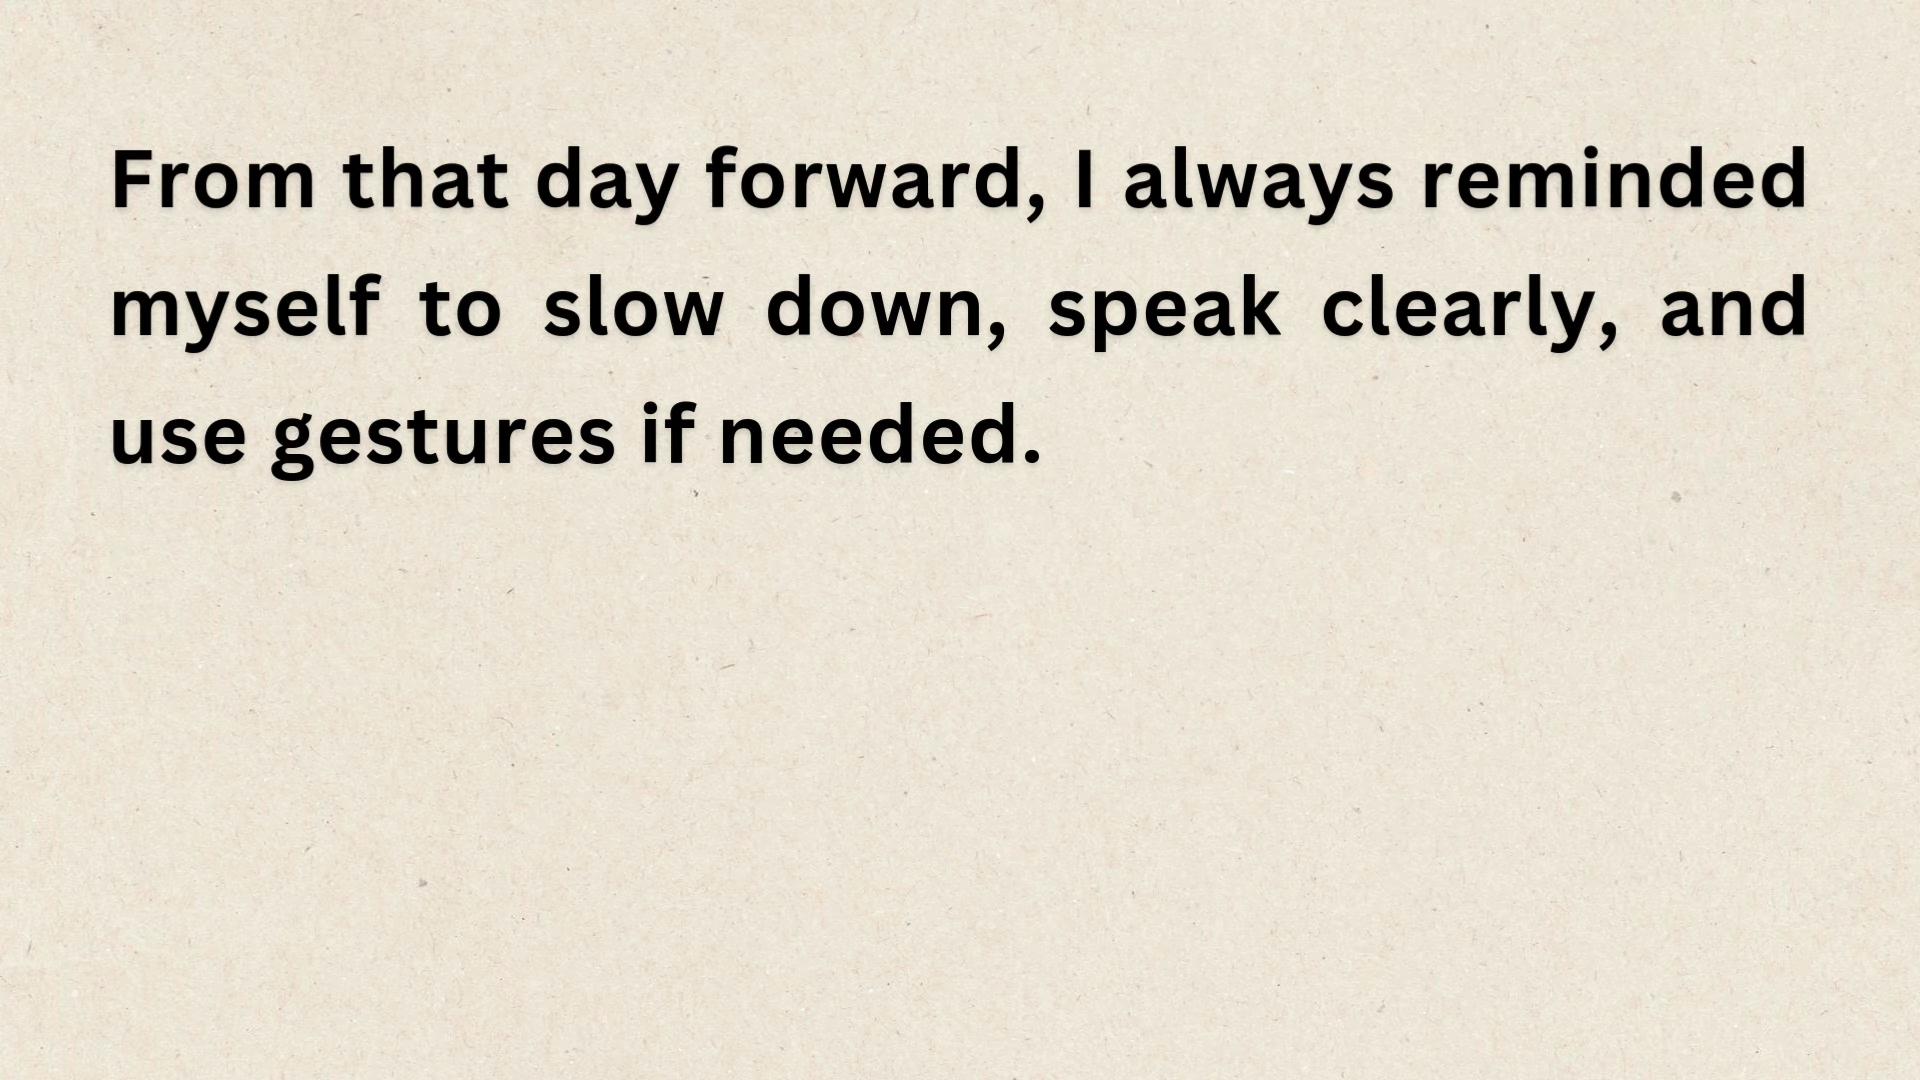 From that day forward, I always reminded
myself to slow down, speak clearly, and
use gestures if needed.